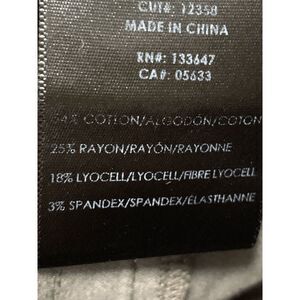 CUT#: 12358
MADE IN CHINA
RN#: 133647
CA#: 05633
54% COTTON/ALGODÓN/COTON
25% RAYON/RAYÓN/RAYONNE
18% LYOCELL/LYOCELL/FIBRE LYOCELL
3% SPANDEX/SPANDEX/ÉLASTHANNE